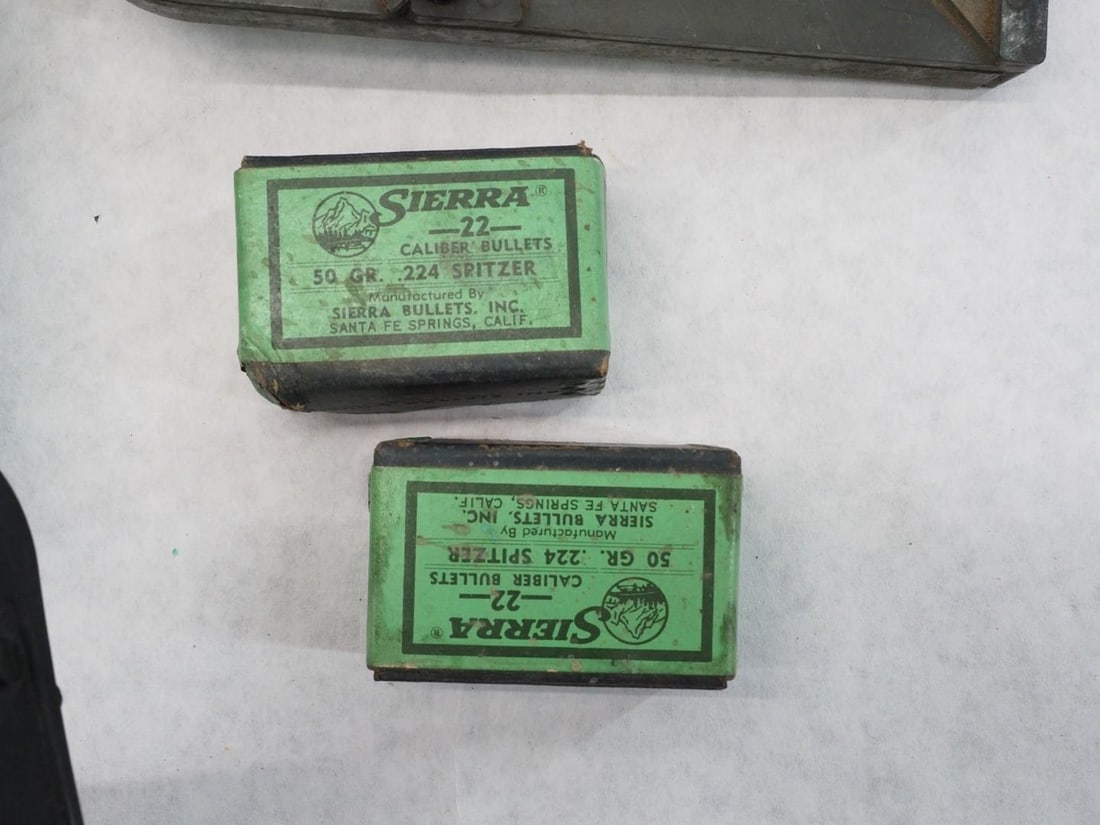 SIERRA®
—22—
CALIBER BULLETS
50 GR. .224 SPITZER
Manufactured By
SIERRA BULLETS, INC.
SANTA FE SPRINGS, CALIF.
SIERRA®
—22—
CALIBER BULLETS
50 GR. .224 SPITZER
Manufactured By
SIERRA BULLETS, INC.
SANTA FE SPRINGS, CALIF.